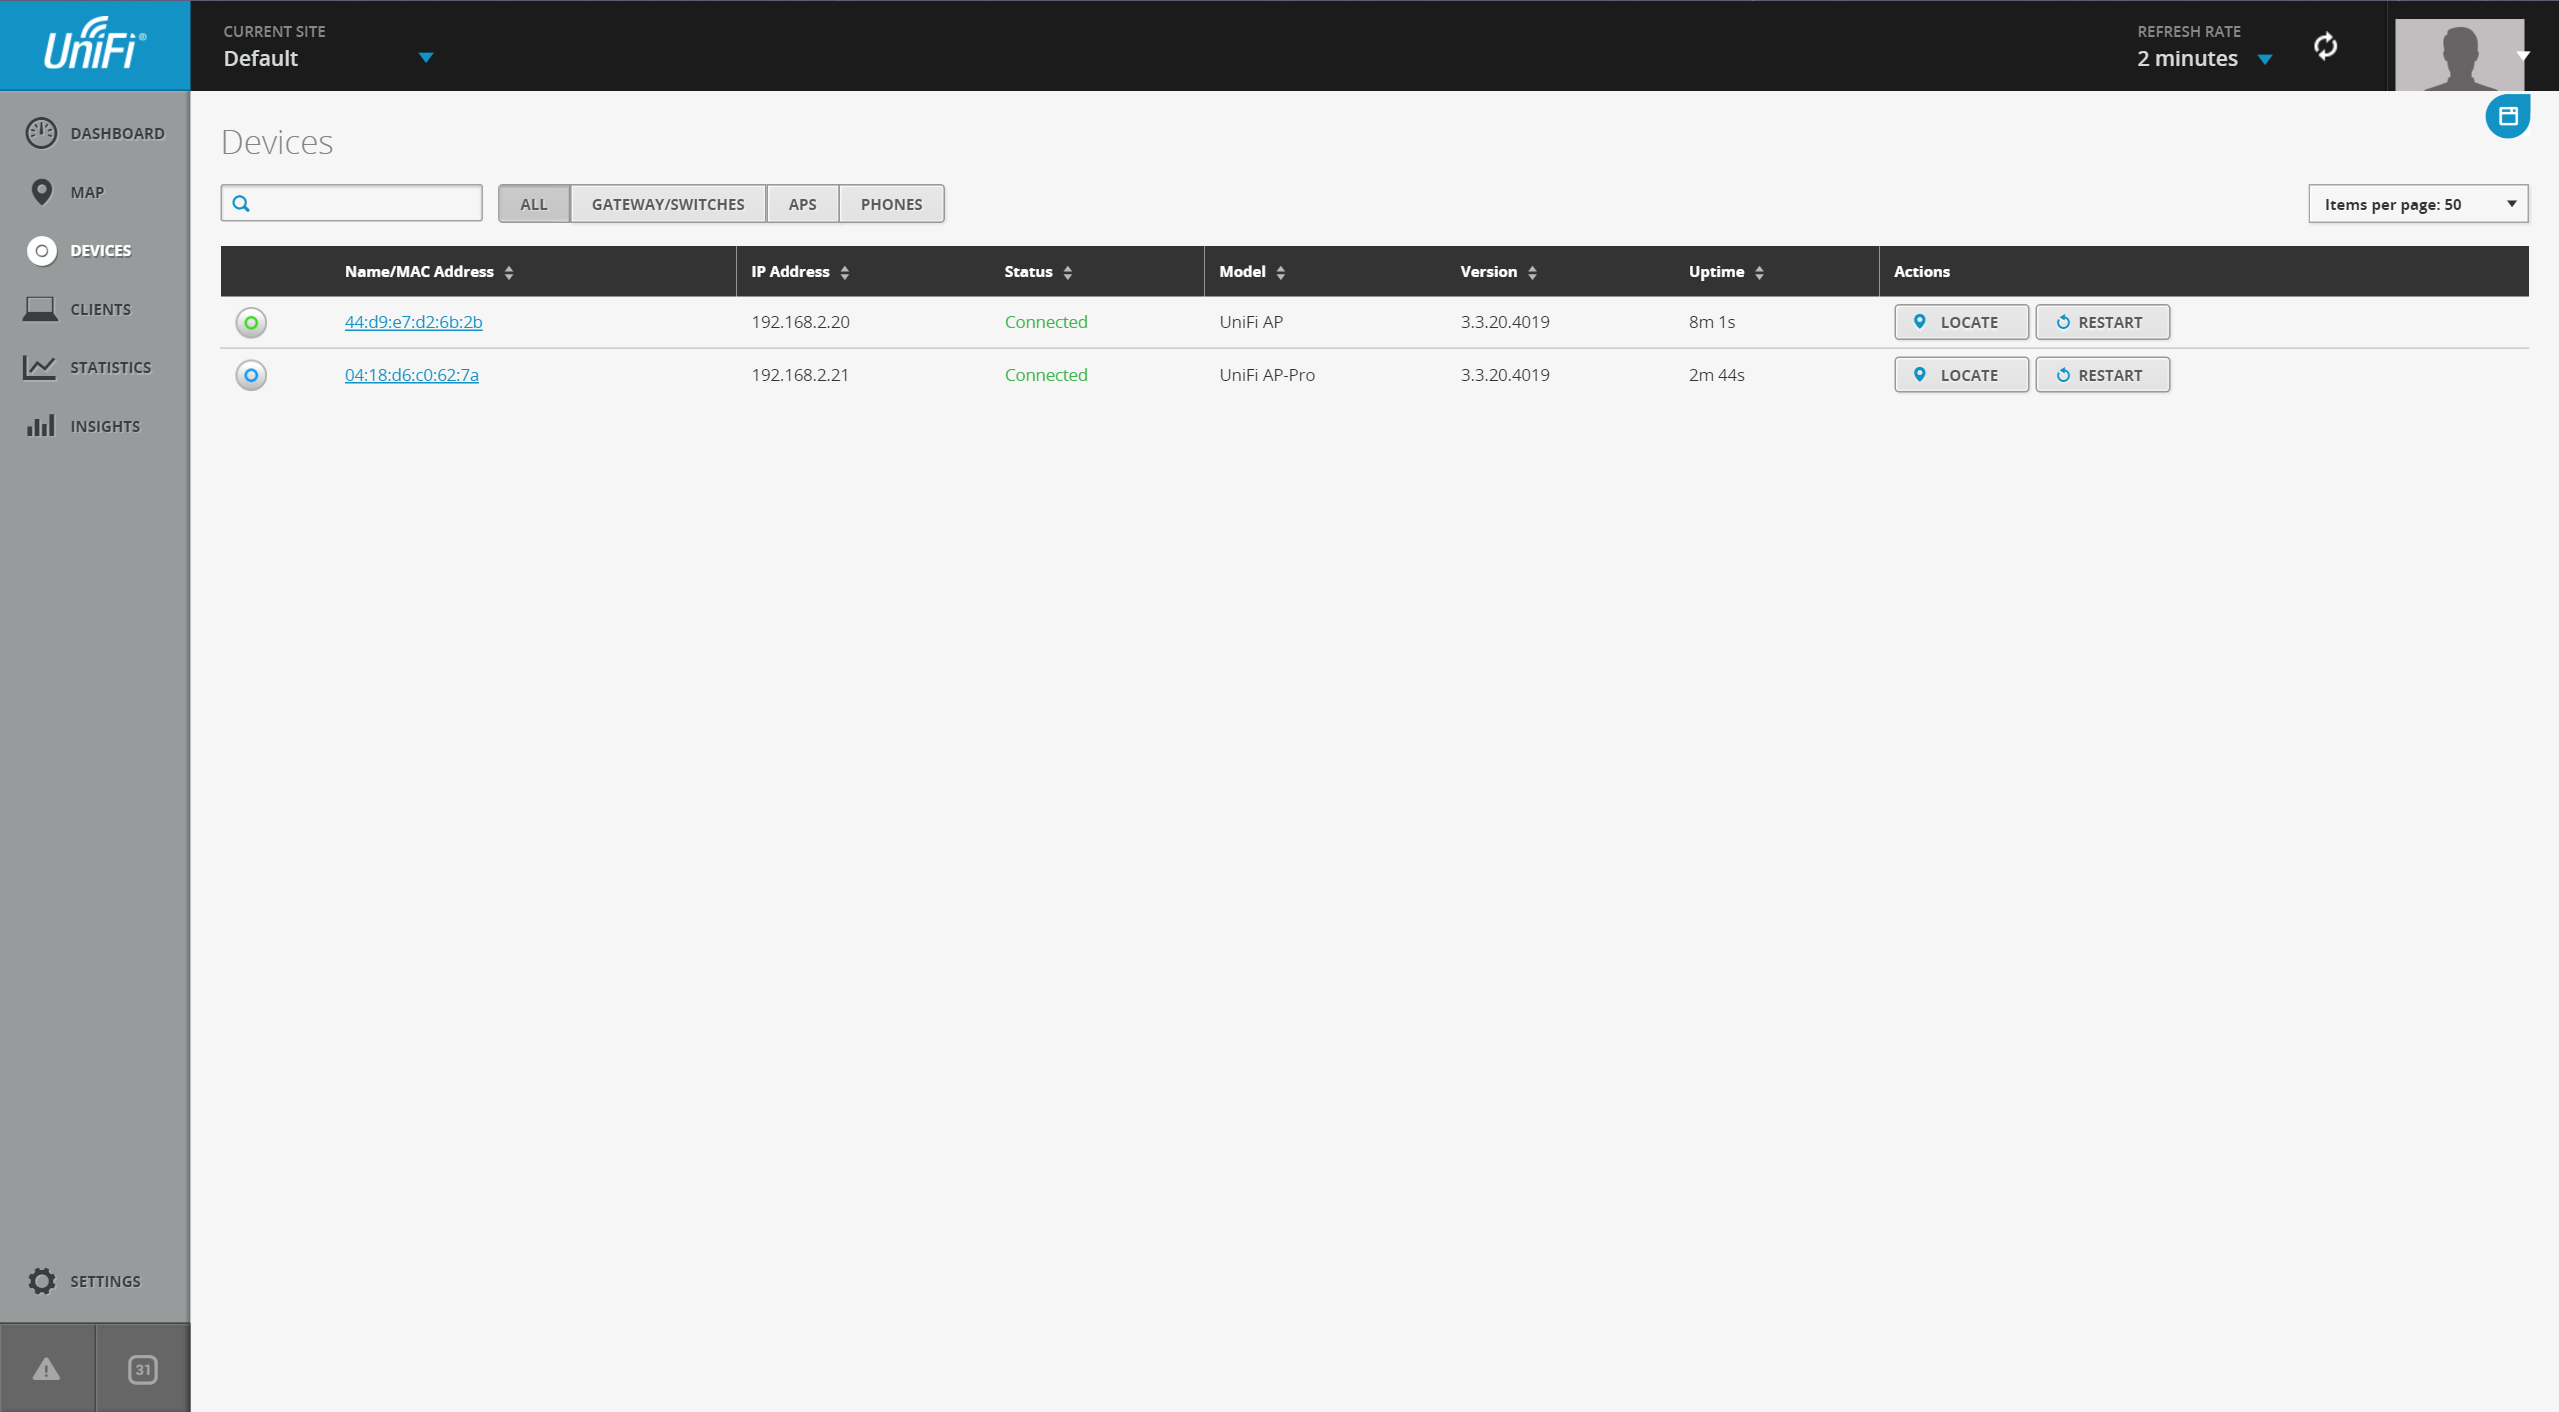 UniFi®
CURRENT SITE
Default
REFRESH RATE
2 minutes
DASHBOARD
MAP
DEVICES
CLIENTS
STATISTICS
INSIGHTS
SETTINGS
31
Devices
ALL GATEWAY/SWITCHES APS PHONES
Items per page: 50
Name/MAC Address IP Address Status Model Version Uptime Actions
44:d9:e7:d2:6b:2b 192.168.2.20 Connected UniFi AP 3.3.20.4019 8m 1s LOCATE RESTART
04:18:d6:c0:62:7a 192.168.2.21 Connected UniFi AP-Pro 3.3.20.4019 2m 44s LOCATE RESTART